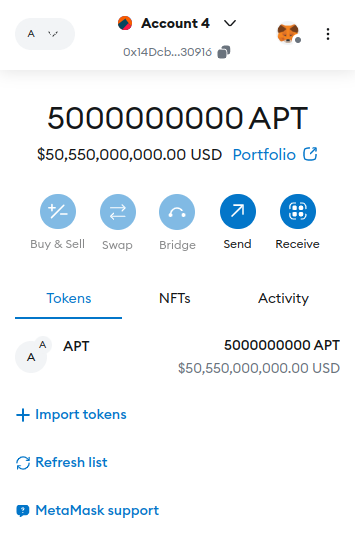 A
Account 4
0x14Dcb...30916
5000000000 APT
$50,550,000,000.00 USD Portfolio
Buy & Sell Swap Bridge Send Receive
Tokens NFTs Activity
A A APT 5000000000 APT
$50,550,000,000.00 USD
Import tokens
Refresh list
MetaMask support